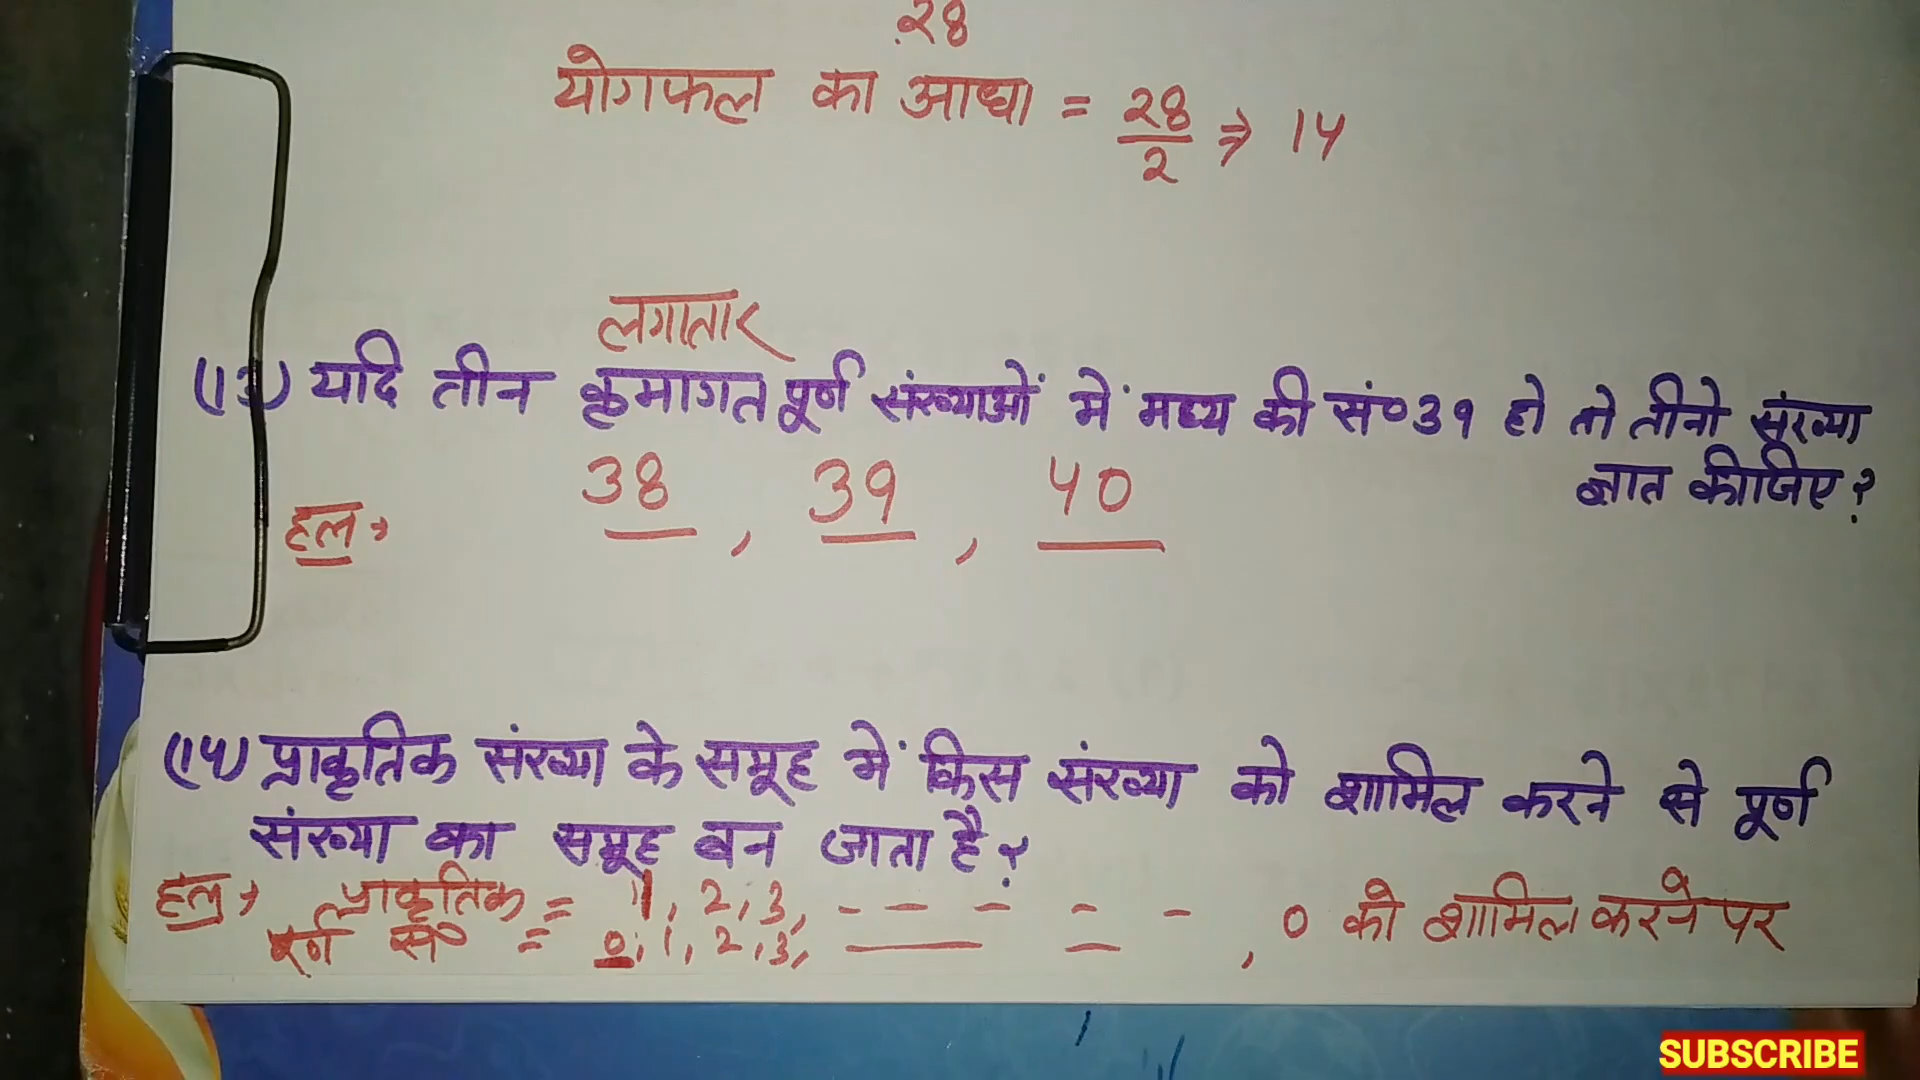 28
योगफल का आधा = 28/2 ⇒ 14
लगातार
(13) यदि तीन क्रमागत पूर्ण संख्याओं में मध्य की सं० 39 हो तो तीनो संख्या
ज्ञात कीजिए?
हल→ 38 , 39 , 40
(14) प्राकृतिक संख्या के समूह में किस संख्या को शामिल करने से पूर्ण
संख्या का समूह बन जाता है?
हल→ प्राकृतिक = 1, 2, 3, - - - - - , 0 को शामिल करने पर
पूर्ण सं० = 0, 1, 2, 3,
SUBSCRIBE